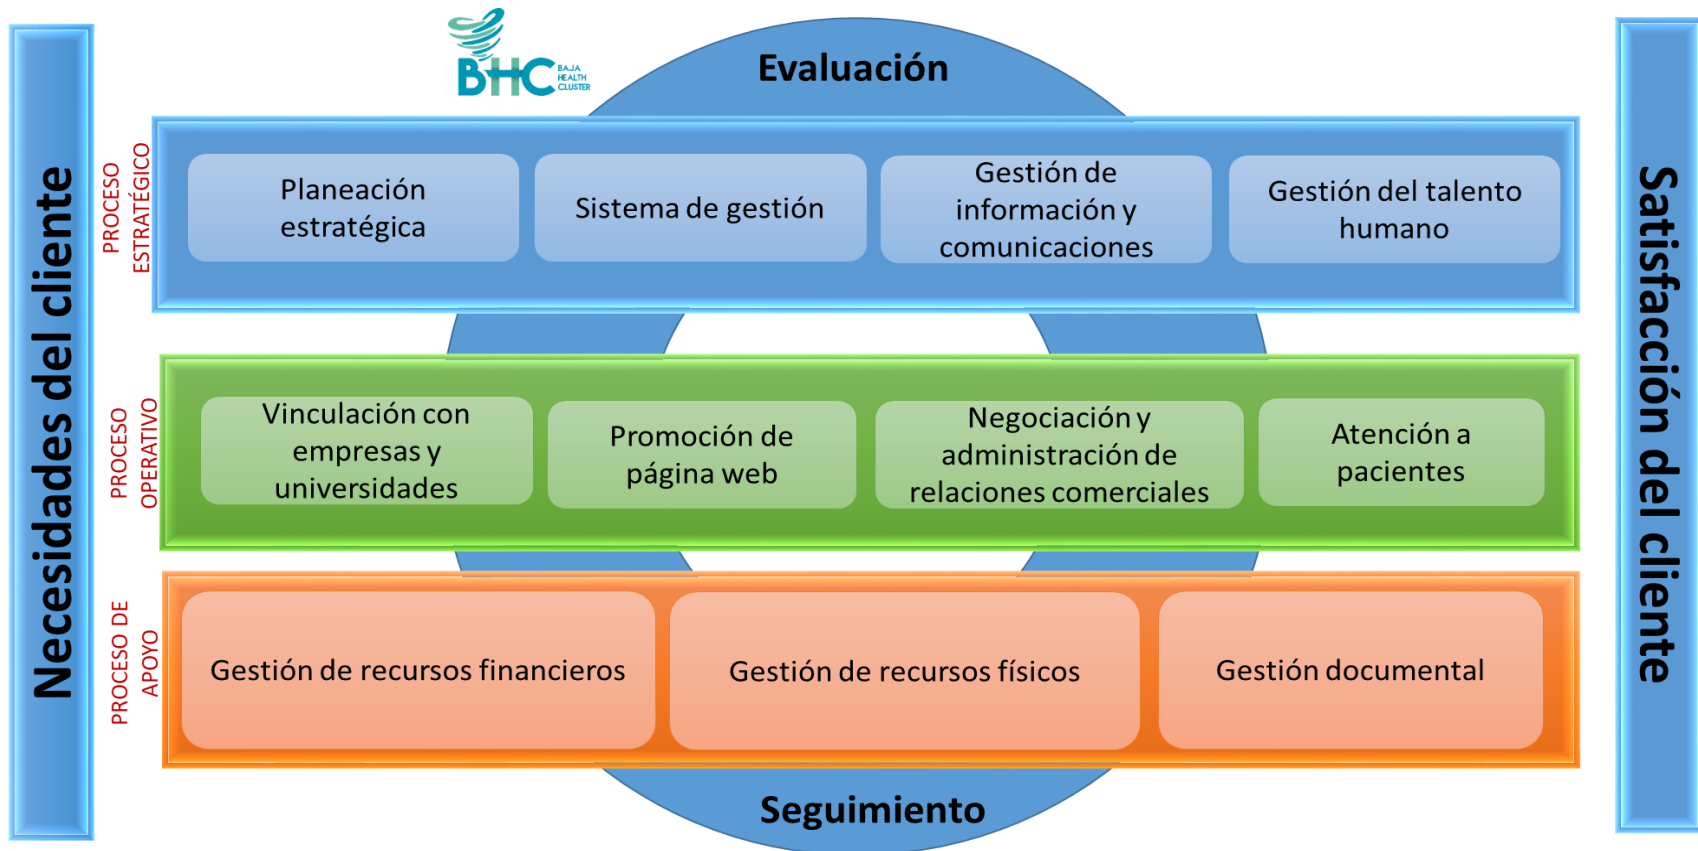 BHC
BAJA
HEALTH
CLUSTER
Evaluación
Necesidades del cliente
PROCESO
ESTRATÉGICO
Planeación
estratégica
Sistema de gestión
Gestión de
información y
comunicaciones
Gestión del talento
humano
PROCESO
OPERATIVO
Vinculación con
empresas y
universidades
Promoción de
página web
Negociación y
administración de
relaciones comerciales
Atención a
pacientes
PROCESO DE
APOYO
Gestión de recursos financieros
Gestión de recursos físicos
Gestión documental
Seguimiento
Satisfacción del cliente